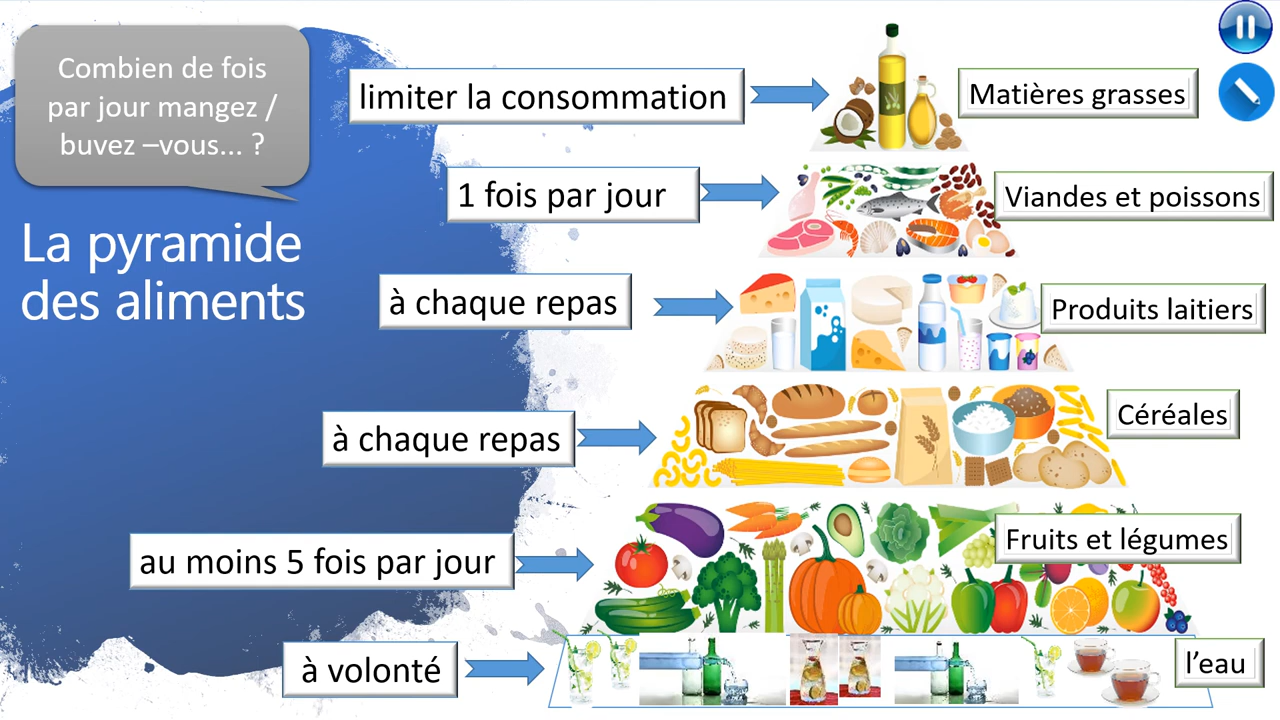 Combien de fois
par jour mangez /
buvez –vous... ?
La pyramide
des aliments
limiter la consommation
Matières grasses
1 fois par jour
Viandes et poissons
à chaque repas
Produits laitiers
à chaque repas
Céréales
au moins 5 fois par jour
Fruits et légumes
à volonté
l’eau